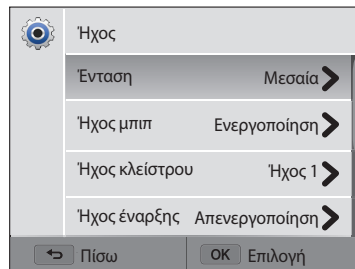 Ήχος
Ένταση Μεσαία
Ήχος μπιπ Ενεργοποίηση
Ήχος κλείστρου Ήχος 1
Ήχος έναρξης Απενεργοποίηση
Πίσω OK Επιλογή